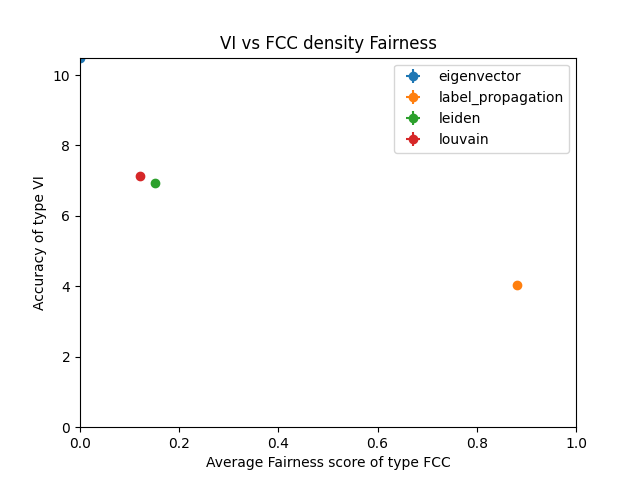 VI vs FCC density Fairness
10
8
6
4
2
0
Accuracy of type VI
eigenvector
label_propagation
leiden
louvain
0.0 0.2 0.4 0.6 0.8 1.0
Average Fairness score of type FCC